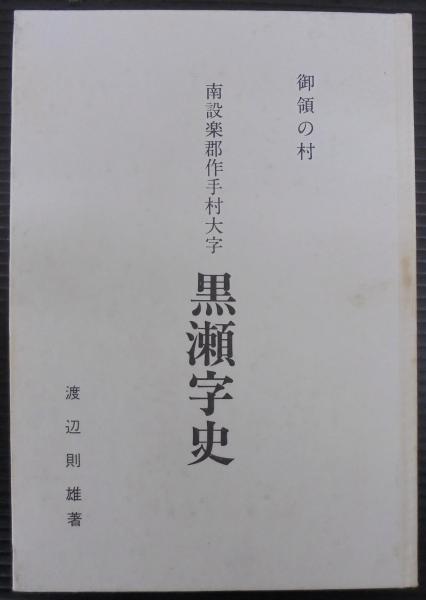 御領の村
南設楽郡作手村大字
黒瀬字史
渡辺則雄著